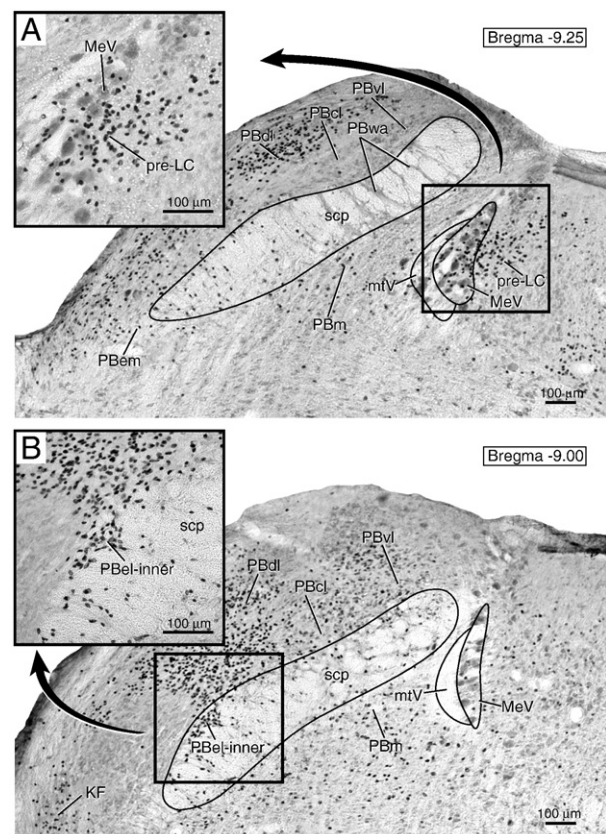 A
Bregma -9.25
MeV
pre-LC
100 µm
PBvl
PBcl
PBwa
PBdl
scp
pre-LC
mtV
MeV
PBm
PBem
100 µm
B
Bregma -9.00
scp
PBel-inner
100 µm
PBvl
PBdl
PBcl
scp
mtV
MeV
PBel-inner
PBm
KF
100 µm